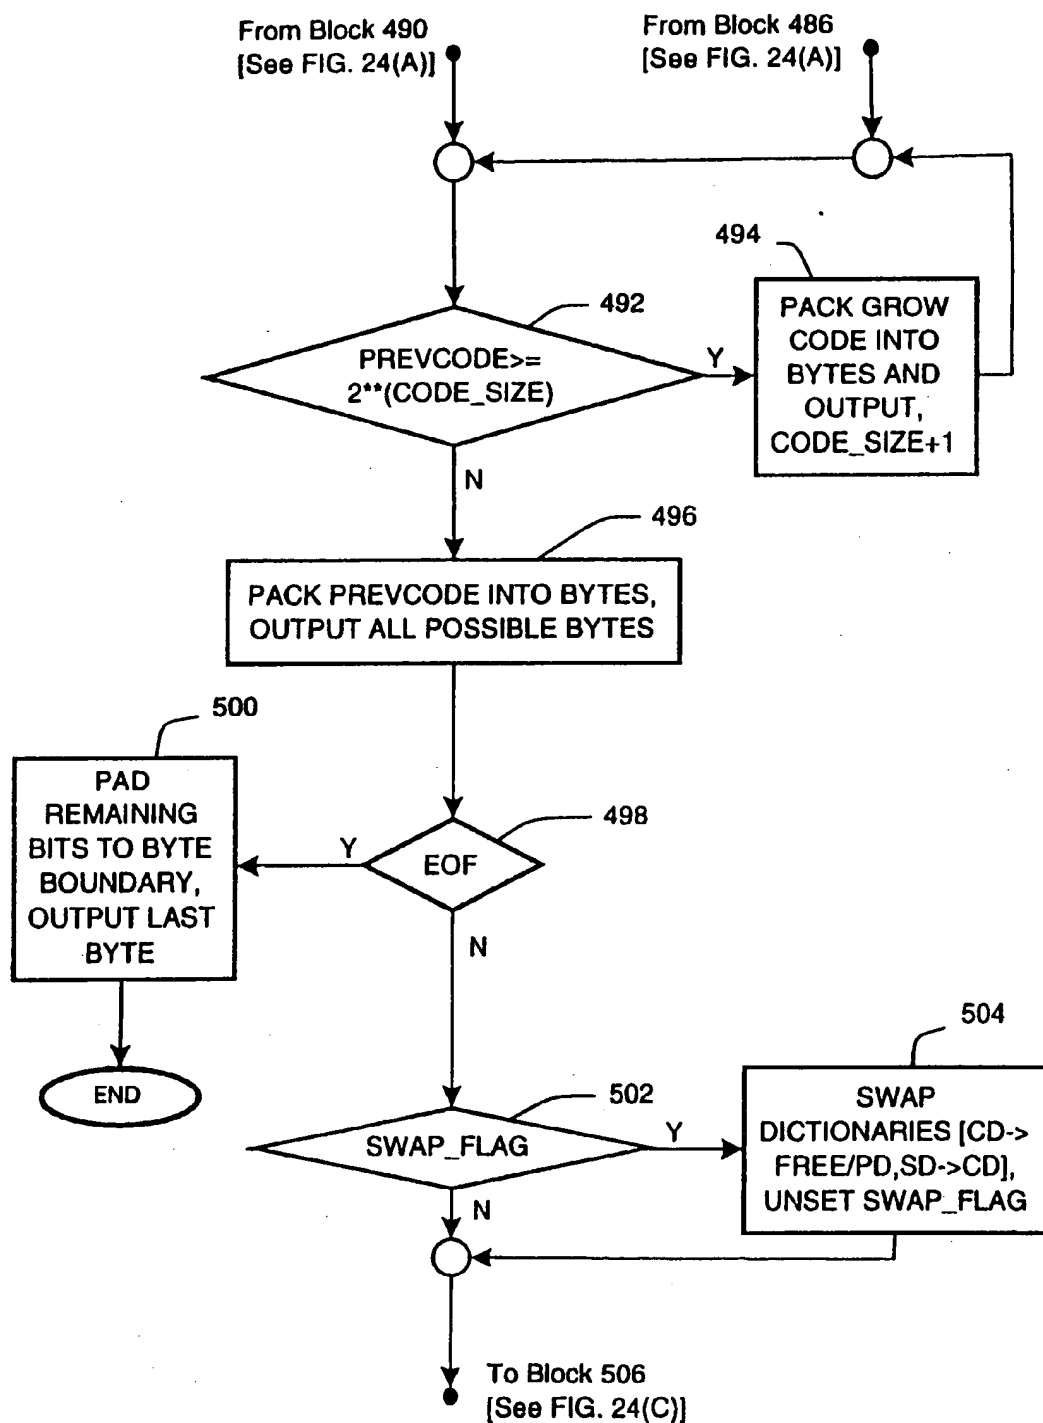 From Block 490
[See FIG. 24(A)]
From Block 486
[See FIG. 24(A)]
494
PACK GROW
CODE INTO
BYTES AND
OUTPUT,
CODE_SIZE+1
492
PREVCODE>=
2**(CODE_SIZE)
Y
N
496
PACK PREVCODE INTO BYTES,
OUTPUT ALL POSSIBLE BYTES
500
PAD
REMAINING
BITS TO BYTE
BOUNDARY,
OUTPUT LAST
BYTE
498
Y
EOF
N
END
504
SWAP
DICTIONARIES [CD->
FREE/PD,SD->CD],
UNSET SWAP_FLAG
502
SWAP_FLAG
Y
N
To Block 506
[See FIG. 24(C)]